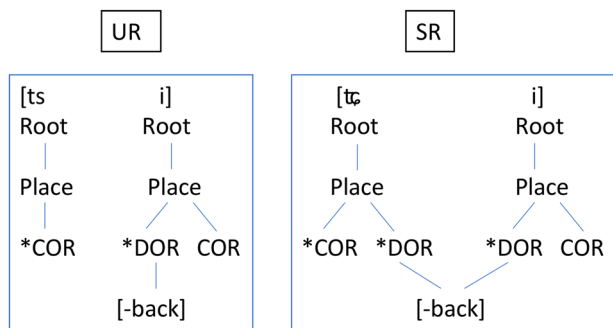 UR SR
[ts i] [tɕ i]
Root Root Root Root
Place Place Place Place
*COR *DOR COR *COR *DOR *DOR COR
[-back] [-back]